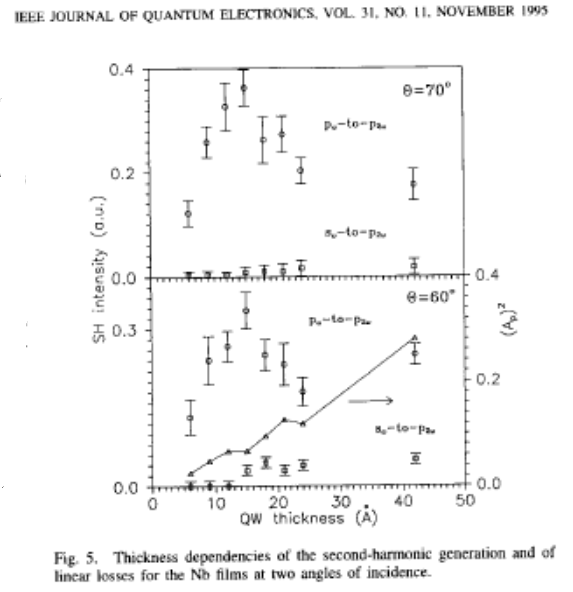 IEEE JOURNAL OF QUANTUM ELECTRONICS, VOL. 31, NO. 11, NOVEMBER 1995
0.4
Θ=70°
pω-to-p2ω
0.2
sω-to-p2ω
0.0
0.4
Θ=60°
pω-to-p2ω
0.3
SH intensity (a.u.)
(Ap)²
0.2
sω-to-p2ω
0.0
0.0
0 10 20 30 40 50
QW thickness (Å)
Fig. 5. Thickness dependencies of the second-harmonic generation and of
linear losses for the Nb films at two angles of incidence.